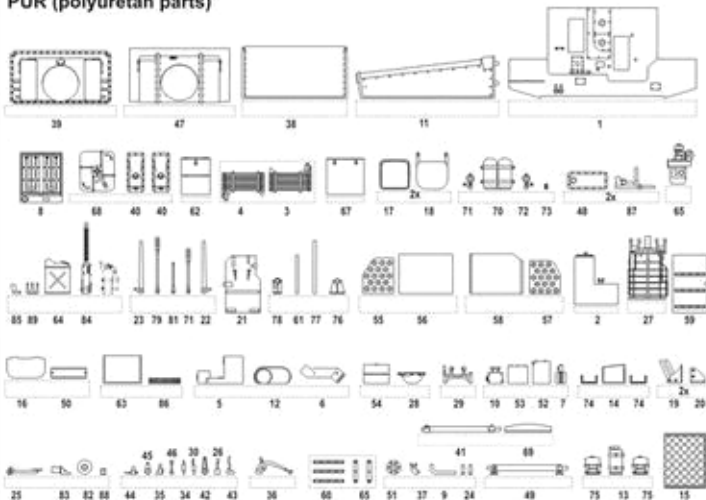 PUR (polyuretan parts)
39 47 38 11 1
8 68 40 40 62 4 3 67 17 2x 18 71 70 72 73 48 2x 87 65
85 89 64 84 23 79 81 71 22 21 78 61 77 76 55 56 58 57 2 27 59
16 50 63 86 5 12 6 54 28 29 10 53 52 7 74 14 74 19 2x 20
41 69
45 46 30 26
25 83 82 88 44 35 34 42 43 36 60 65 51 37 9 24 49 75 13 75 15